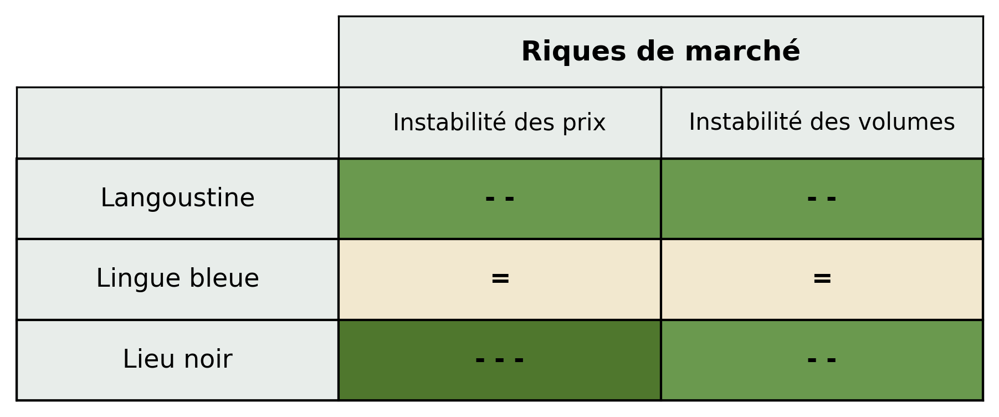 Riques de marché
Instabilité des prix Instabilité des volumes
Langoustine - - - -
Lingue bleue = =
Lieu noir - - - - -